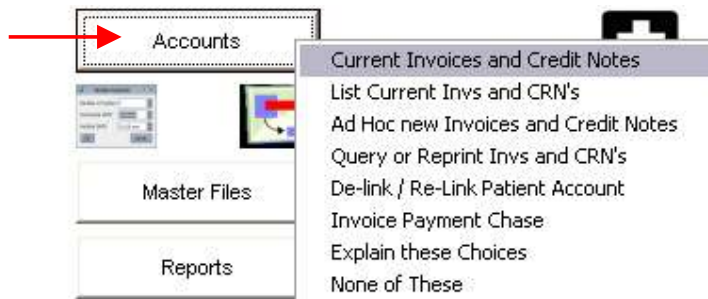 Accounts
Current Invoices and Credit Notes
List Current Invs and CRN's
Ad Hoc new Invoices and Credit Notes
Query or Reprint Invs and CRN's
De-link / Re-Link Patient Account
Invoice Payment Chase
Explain these Choices
None of These
Master Files
Reports